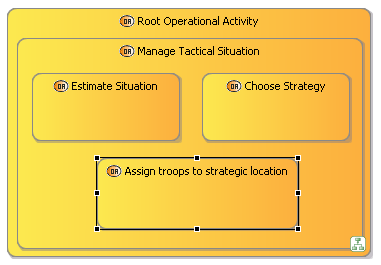 OA Root Operational Activity
OA Manage Tactical Situation
OA Estimate Situation
OA Choose Strategy
OA Assign troops to strategic location